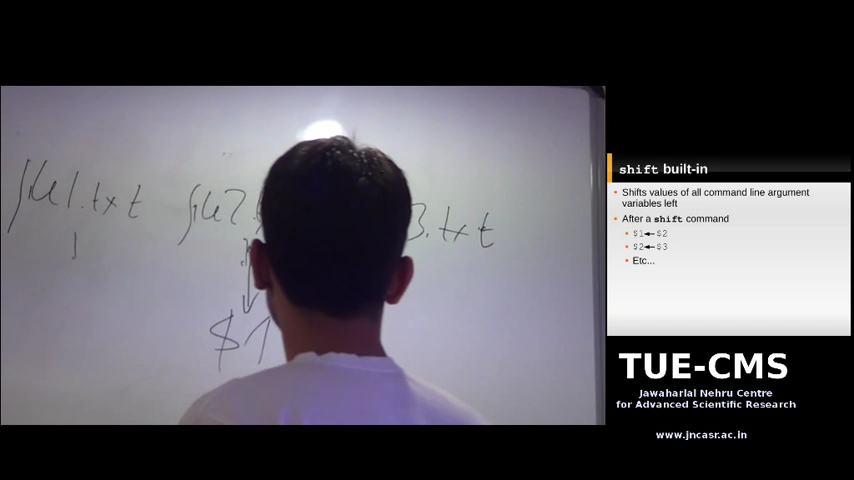 file1.txt file2. 3.txt
$1
shift built-in
• Shifts values of all command line argument
variables left
• After a shift command
• $1←$2
• $2←$3
• Etc...
TUE-CMS
Jawaharlal Nehru Centre
for Advanced Scientific Research
www.jncasr.ac.in